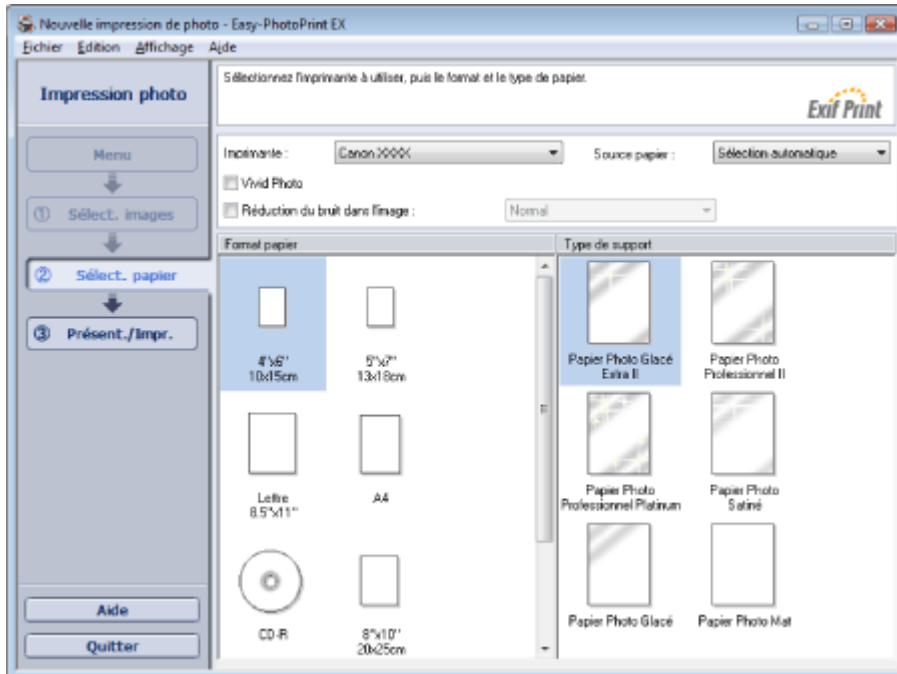 Nouvelle impression de photo - Easy-PhotoPrint EX
Fichier Edition Affichage Aide
Impression photo
Sélectionnez l'imprimante à utiliser, puis le format et le type de papier.
Exif Print
Menu
① Sélect. images
② Sélect. papier
③ Présent./Impr.
Aide
Quitter
Imprimante : Canon XXXX Source papier : Sélection automatique
Vivid Photo
Réduction du bruit dans l'image : Normal
Format papier
4"x6"
10x15cm
5"x7"
13x18cm
Lettre
8.5"x11"
A4
CD-R
8"x10"
20x25cm
Type de support
Papier Photo Glacé
Extra II
Papier Photo
Professionnel II
Papier Photo
Professionnel Platinum
Papier Photo
Satiné
Papier Photo Glacé
Papier Photo Mat